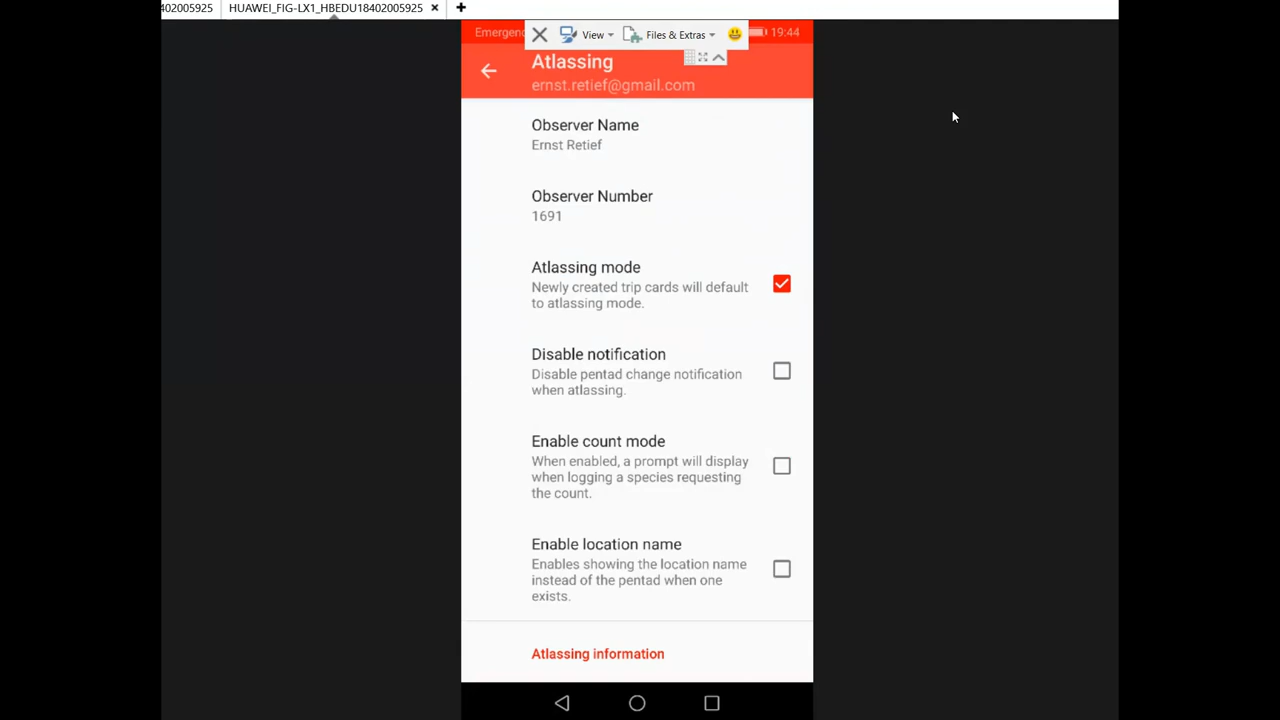 402005925 HUAWEI_FIG-LX1_HBEDU18402005925
View Files & Extras
19:44
Atlassing
ernst.retief@gmail.com
Observer Name
Ernst Retief
Observer Number
1691
Atlassing mode
Newly created trip cards will default
to atlassing mode.
Disable notification
Disable pentad change notification
when atlassing.
Enable count mode
When enabled, a prompt will display
when logging a species requesting
the count.
Enable location name
Enables showing the location name
instead of the pentad when one
exists.
Atlassing information